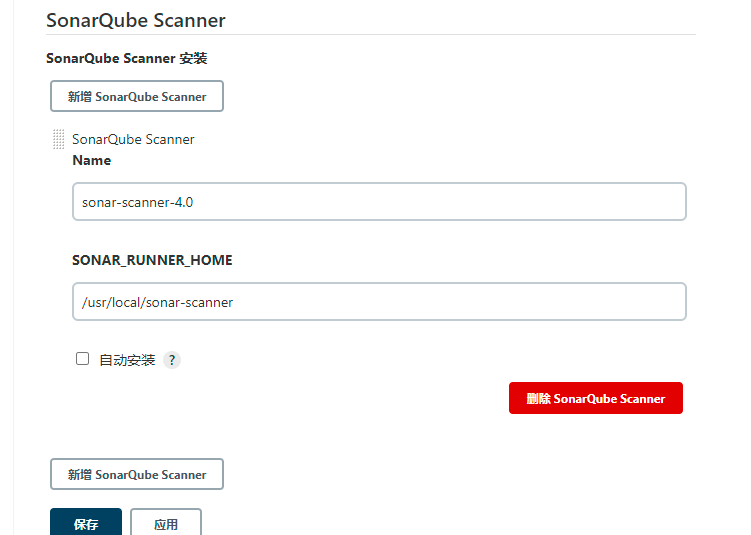 SonarQube Scanner
SonarQube Scanner 安装
新增 SonarQube Scanner
SonarQube Scanner
Name
sonar-scanner-4.0
SONAR_RUNNER_HOME
/usr/local/sonar-scanner
自动安装 ?
删除 SonarQube Scanner
新增 SonarQube Scanner
保存 应用